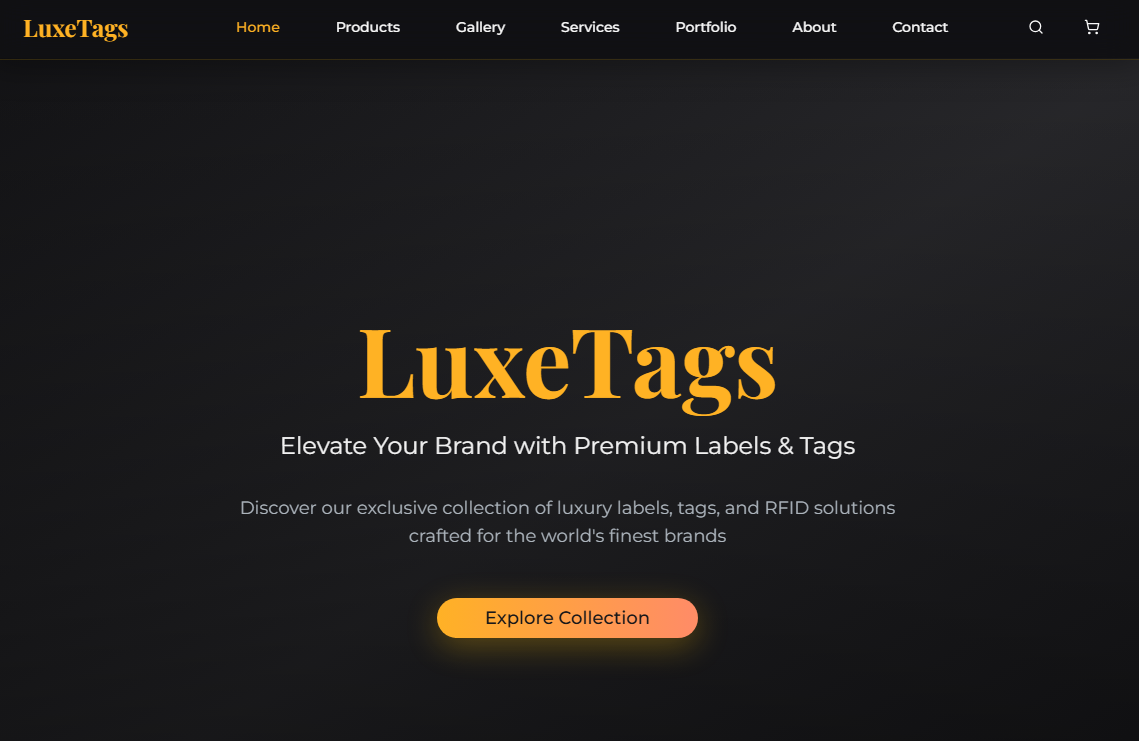 LuxeTags Home Products Gallery Services Portfolio About Contact
LuxeTags
Elevate Your Brand with Premium Labels & Tags
Discover our exclusive collection of luxury labels, tags, and RFID solutions
crafted for the world's finest brands
Explore Collection